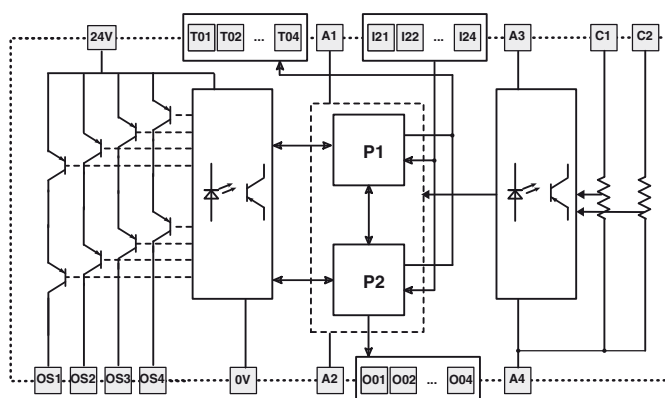 24V T01 T02 ... T04 A1 I21 I22 ... I24 A3 C1 C2
P1
P2
OS1 OS2 OS3 OS4 0V A2 O01 O02 ... O04 A4